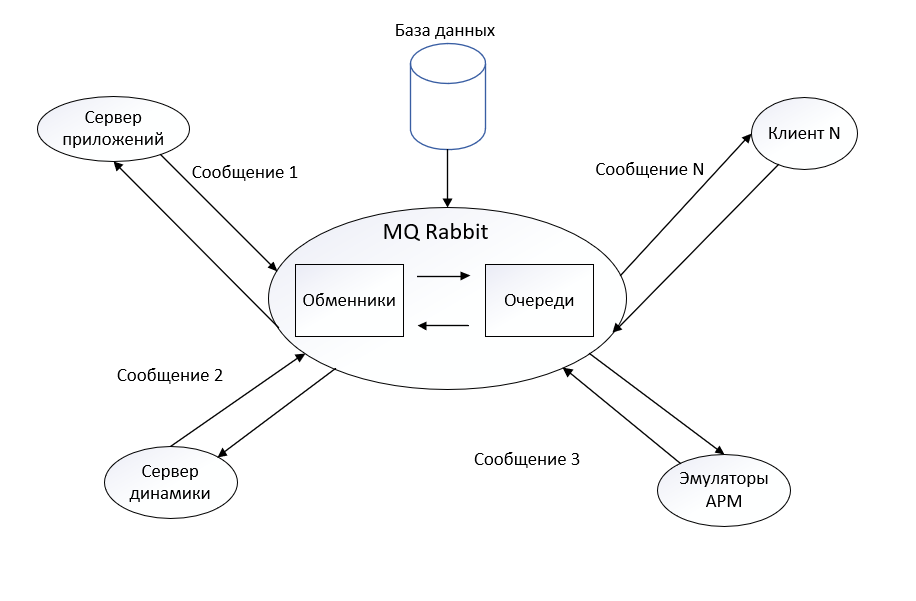 База данных
Сервер
приложений
Сообщение 1
Сообщение N
Клиент N
MQ Rabbit
Обменники
Очереди
Сообщение 2
Сервер
динамики
Сообщение 3
Эмуляторы
АРМ